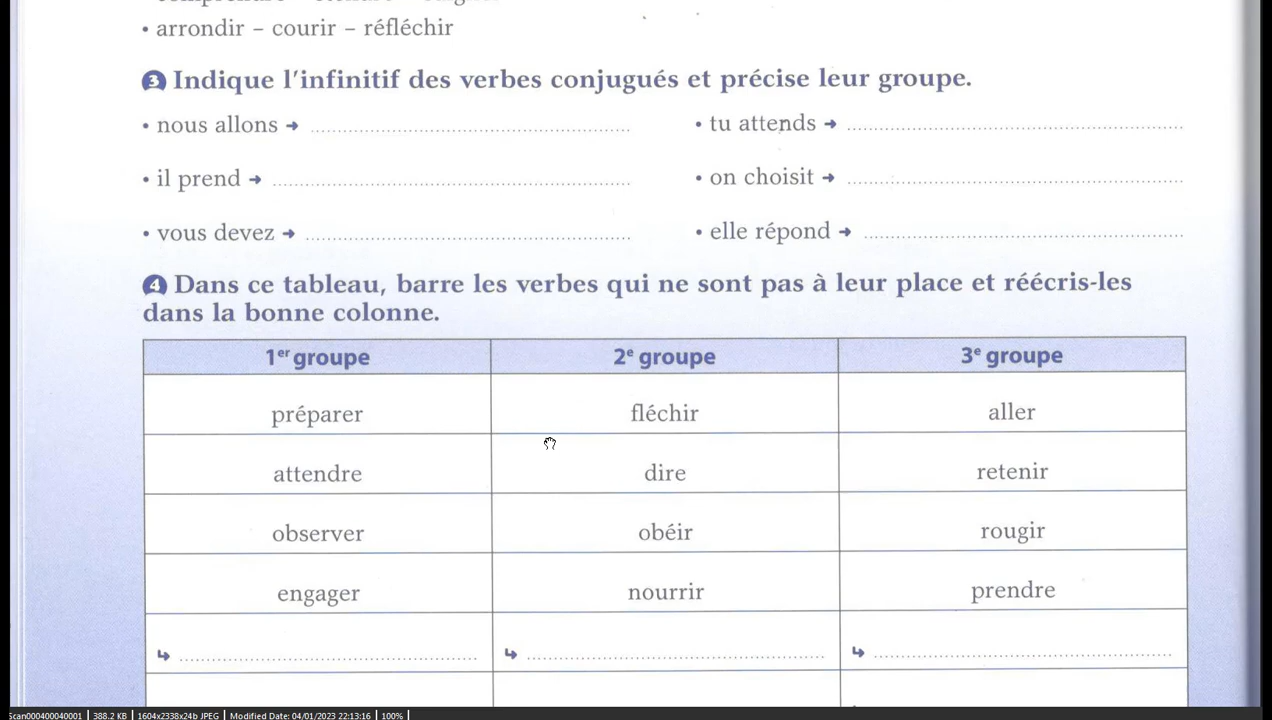 • arrondir – courir – réfléchir
3 Indique l'infinitif des verbes conjugués et précise leur groupe.
• nous allons ➜ ........................................ • tu attends ➜ ........................................
• il prend ➜ ........................................ • on choisit ➜ ........................................
• vous devez ➜ ........................................ • elle répond ➜ ........................................
4 Dans ce tableau, barre les verbes qui ne sont pas à leur place et réécris-les
dans la bonne colonne.
1er groupe 2e groupe 3e groupe
préparer fléchir aller
attendre dire retenir
observer obéir rougir
engager nourrir prendre
↳ ........................................ ↳ ........................................ ↳ ........................................
Scan000400040001 | 388.2 KB | 1604x2338x24b JPEG | Modified Date: 04/01/2023 22:13:16 | 100% |